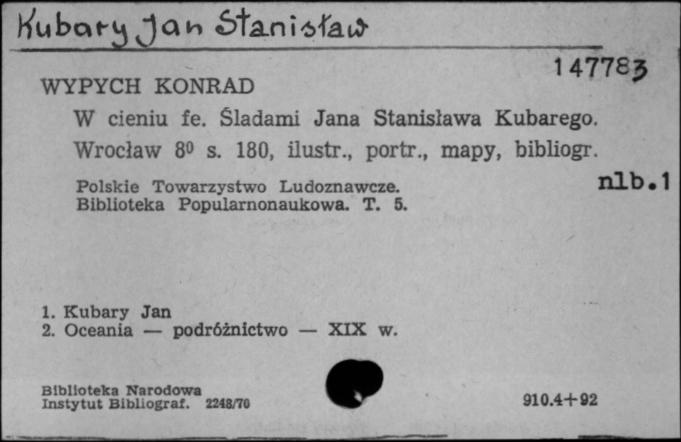 Kubary Jan Stanisław
147783
WYPYCH KONRAD
W cieniu fe. Śladami Jana Stanisława Kubarego.
Wrocław 8⁰ s. 180, ilustr., portr., mapy, bibliogr.
nlb.1
Polskie Towarzystwo Ludoznawcze.
Biblioteka Popularnonaukowa. T. 5.
1. Kubary Jan
2. Oceania — podróżnictwo — XIX w.
Biblioteka Narodowa
Instytut Bibliograf. 2248/70
910.4+92